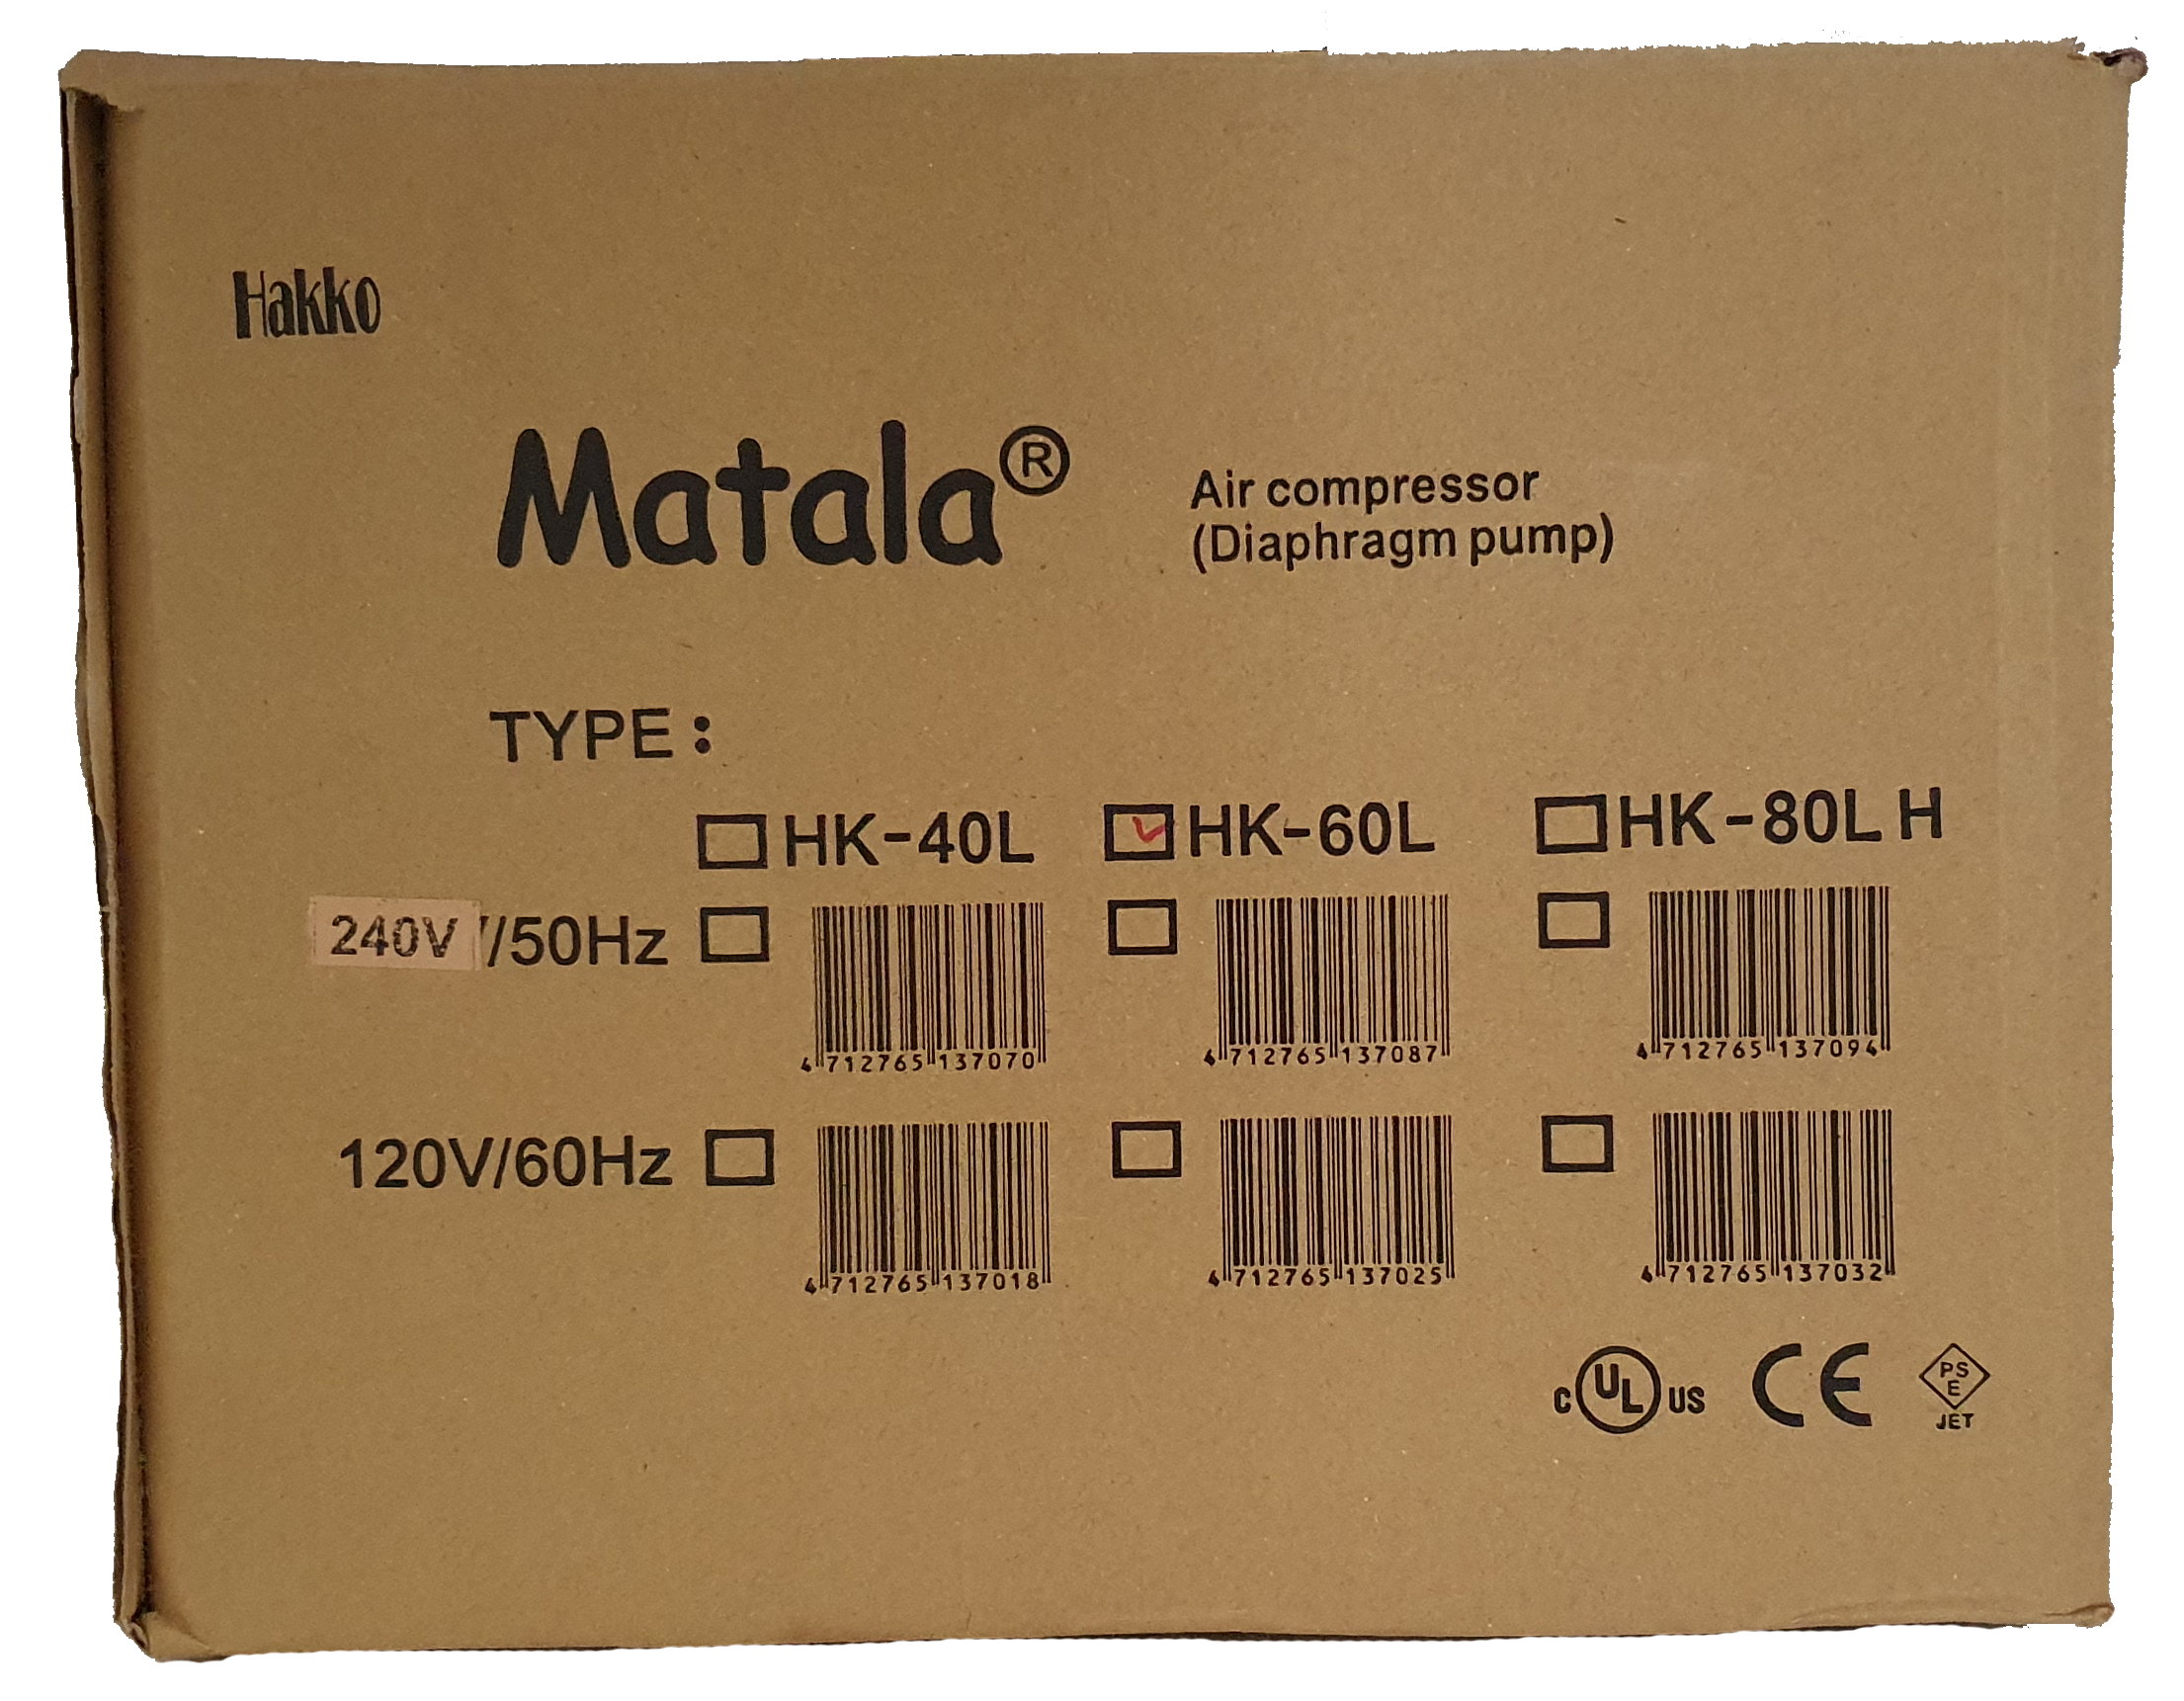 Hakko
Matala®
Air compressor
(Diaphragm pump)
TYPE:
HK-40L HK-60L HK-80L H
240V//50Hz
4 712765 137070 4 712765 137087 4 712765 137094
120V/60Hz
4 712765 137018 4 712765 137025 4 712765 137032
C UL US CE PS E JET